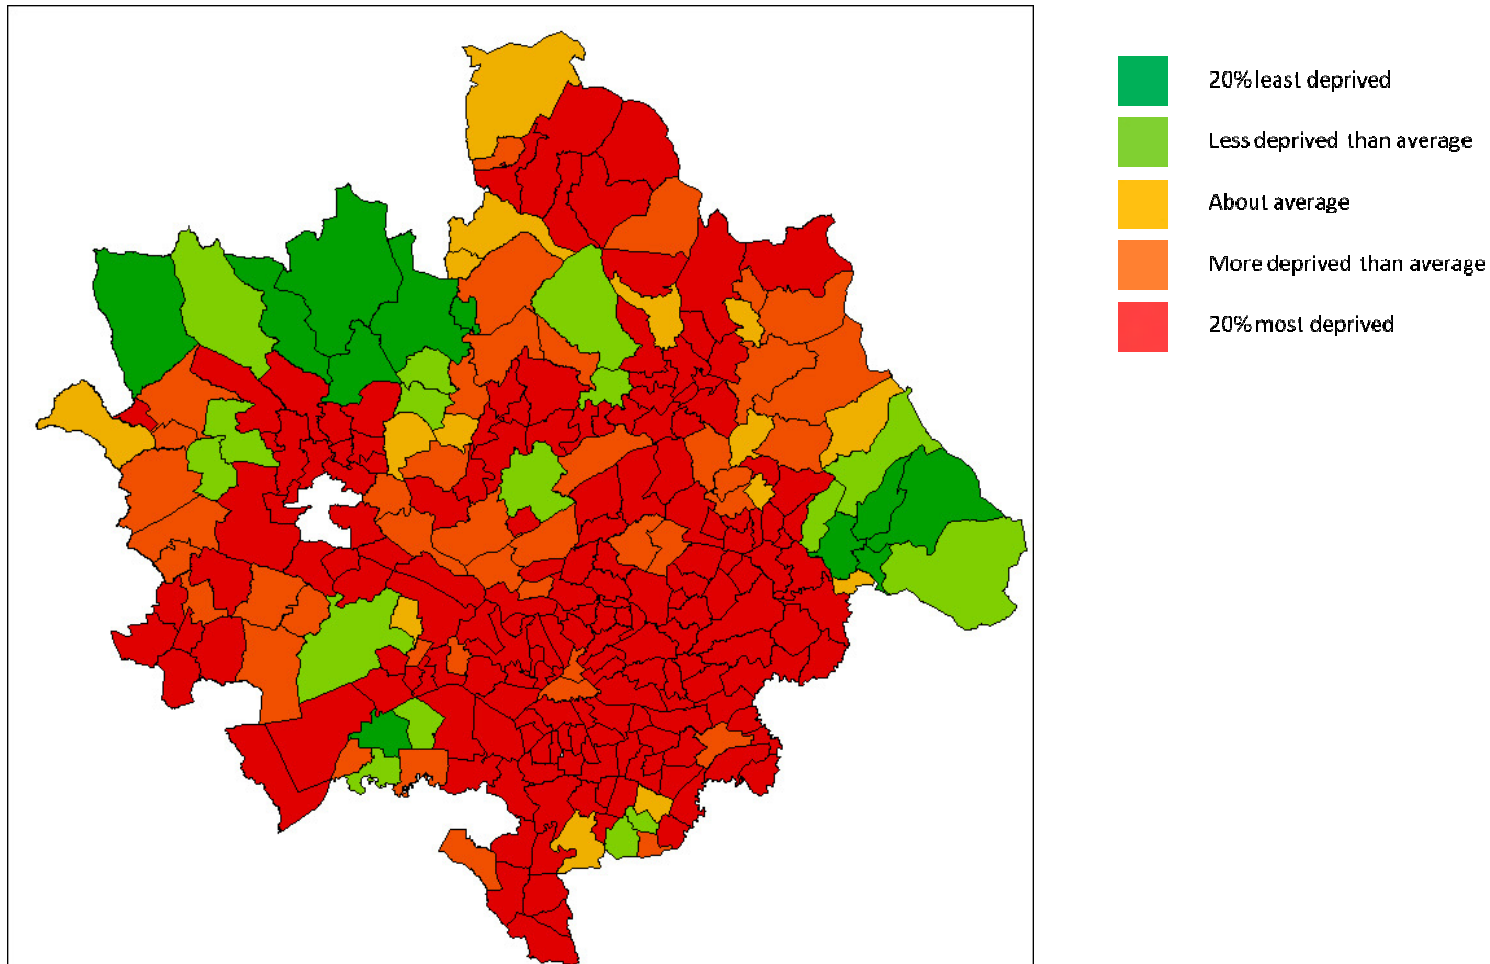 20% least deprived
Less deprived than average
About average
More deprived than average
20% most deprived